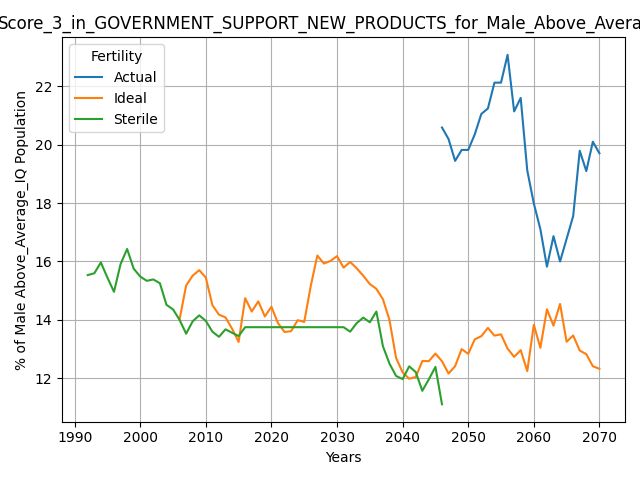 Score_3_in_GOVERNMENT_SUPPORT_NEW_PRODUCTS_for_Male_Above_Avera
Fertility
Actual
Ideal
Sterile
% of Male Above_Average_IQ Population
22
20
18
16
14
12
1990 2000 2010 2020 2030 2040 2050 2060 2070
Years